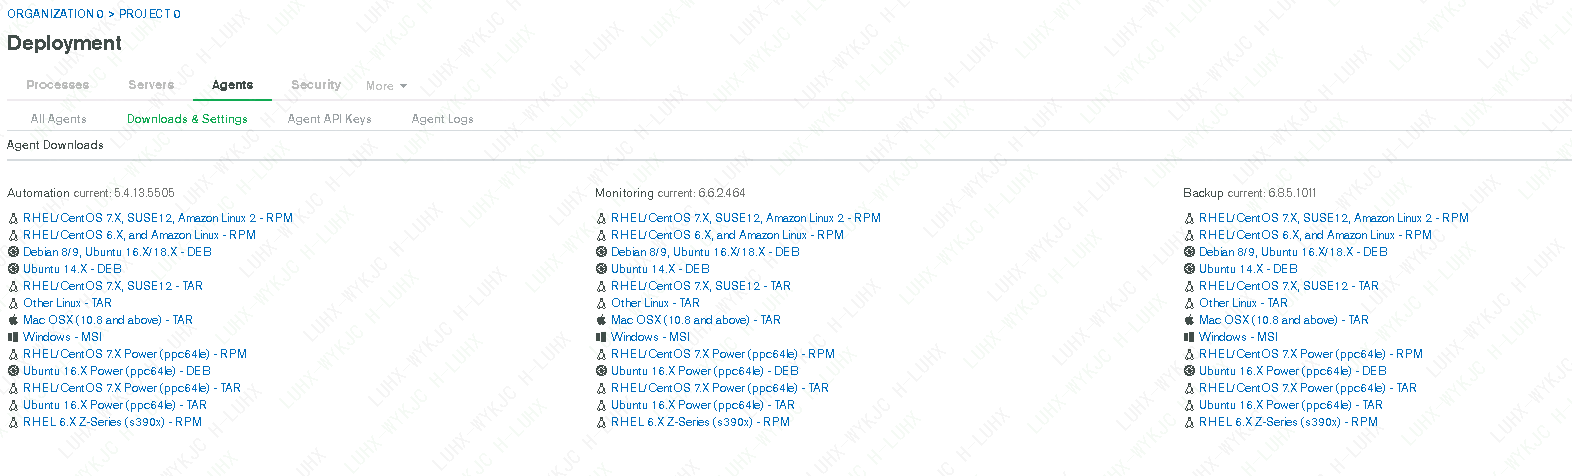 ORGANIZATION 0 > PROJECT 0
Deployment
Processes Servers Agents Security More
All Agents Downloads & Settings Agent API Keys Agent Logs
Agent Downloads
Automation current: 5.4.13.5505
RHEL/CentOS 7.X, SUSE12, Amazon Linux 2 - RPM
RHEL/CentOS 6.X, and Amazon Linux - RPM
Debian 8/9, Ubuntu 16.X/18.X - DEB
Ubuntu 14.X - DEB
RHEL/CentOS 7.X, SUSE12 - TAR
Other Linux - TAR
Mac OSX (10.8 and above) - TAR
Windows - MSI
RHEL/CentOS 7.X Power (ppc64le) - RPM
Ubuntu 16.X Power (ppc64le) - DEB
RHEL/CentOS 7.X Power (ppc64le) - TAR
Ubuntu 16.X Power (ppc64le) - TAR
RHEL 6.X Z-Series (s390x) - RPM
Monitoring current: 6.6.2.464
RHEL/CentOS 7.X, SUSE12, Amazon Linux 2 - RPM
RHEL/CentOS 6.X, and Amazon Linux - RPM
Debian 8/9, Ubuntu 16.X/18.X - DEB
Ubuntu 14.X - DEB
RHEL/CentOS 7.X, SUSE12 - TAR
Other Linux - TAR
Mac OSX (10.8 and above) - TAR
Windows - MSI
RHEL/CentOS 7.X Power (ppc64le) - RPM
Ubuntu 16.X Power (ppc64le) - DEB
RHEL/CentOS 7.X Power (ppc64le) - TAR
Ubuntu 16.X Power (ppc64le) - TAR
RHEL 6.X Z-Series (s390x) - RPM
Backup current: 6.8.5.1011
RHEL/CentOS 7.X, SUSE12, Amazon Linux 2 - RPM
RHEL/CentOS 6.X, and Amazon Linux - RPM
Debian 8/9, Ubuntu 16.X/18.X - DEB
Ubuntu 14.X - DEB
RHEL/CentOS 7.X, SUSE12 - TAR
Other Linux - TAR
Mac OSX (10.8 and above) - TAR
Windows - MSI
RHEL/CentOS 7.X Power (ppc64le) - RPM
Ubuntu 16.X Power (ppc64le) - DEB
RHEL/CentOS 7.X Power (ppc64le) - TAR
Ubuntu 16.X Power (ppc64le) - TAR
RHEL 6.X Z-Series (s390x) - RPM